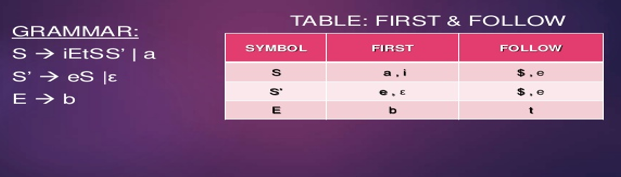 GRAMMAR:
S → iEtSS' | a
S' → eS |ε
E → b
TABLE: FIRST & FOLLOW
SYMBOL FIRST FOLLOW
S a,i $,e
S' e,ε $,e
E b t